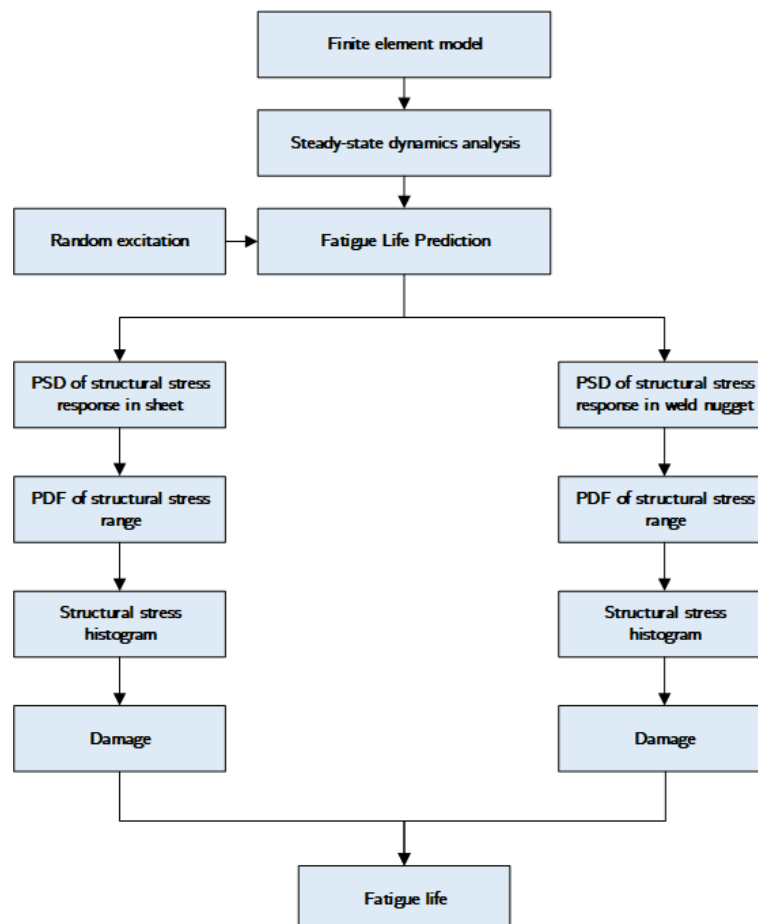 Finite element model
Steady-state dynamics analysis
Random excitation
Fatigue Life Prediction
PSD of structural stress
response in sheet
PDF of structural stress
range
Structural stress
histogram
Damage
PSD of structural stress
response in weld nugget
PDF of structural stress
range
Structural stress
histogram
Damage
Fatigue life